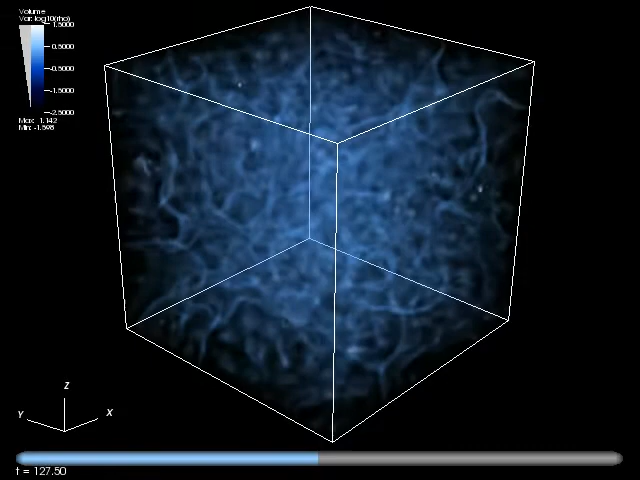 Volume
Var: log10(rho)
1.5000
0.5000
-0.5000
-1.5000
-2.5000
Max: 1.142
Min: -1.598
Z
Y
X
t = 127.50